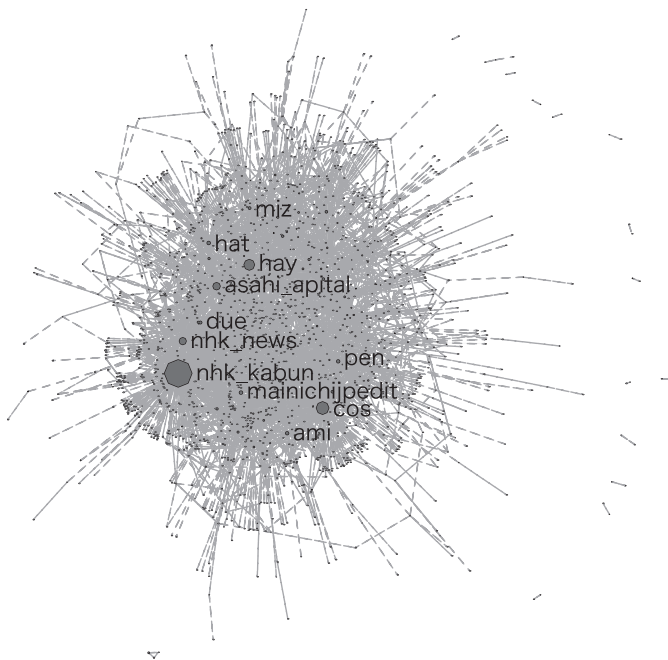 miz
hat
hay
asahi_apital
due
nhk_news
pen
nhk_kabun
mainichijpedit
cos
ami